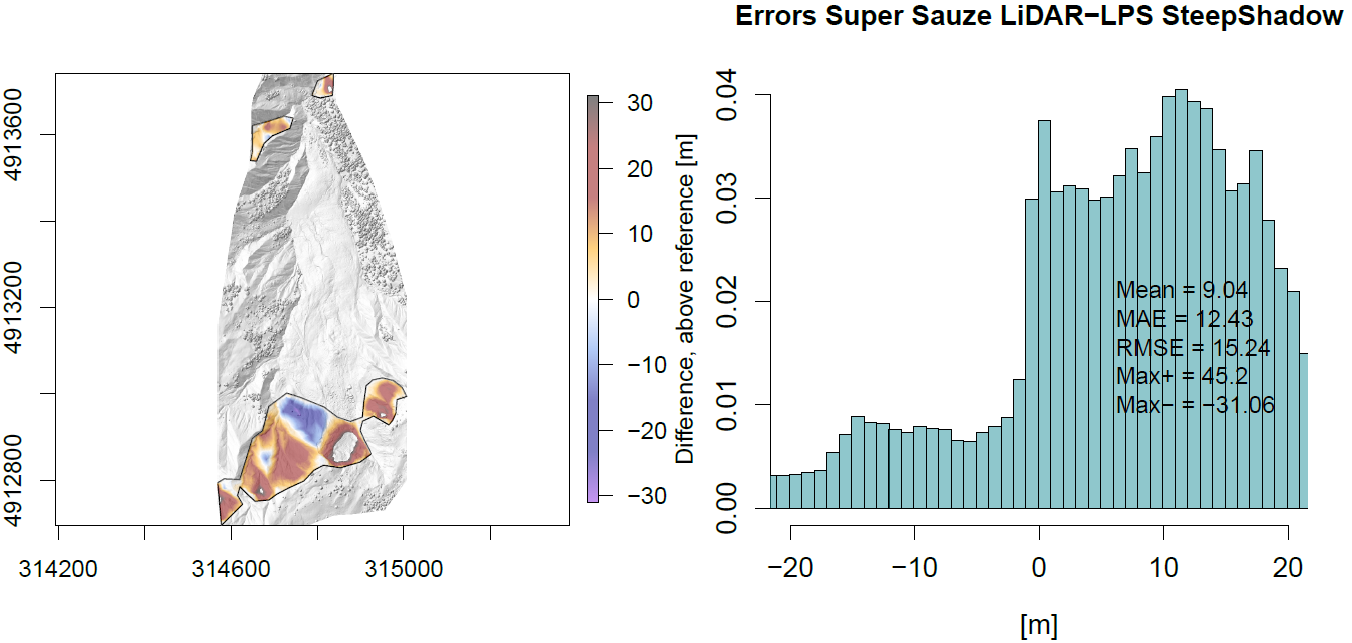 Errors Super Sauze LiDAR−LPS SteepShadow
4913600
4913200
4912800
314200
314600
315000
30
20
10
0
−10
−20
−30
Difference, above reference [m]
0.04
0.03
0.02
0.01
0.00
Mean = 9.04
MAE = 12.43
RMSE = 15.24
Max+ = 45.2
Max− = −31.06
−20
−10
0
10
20
[m]